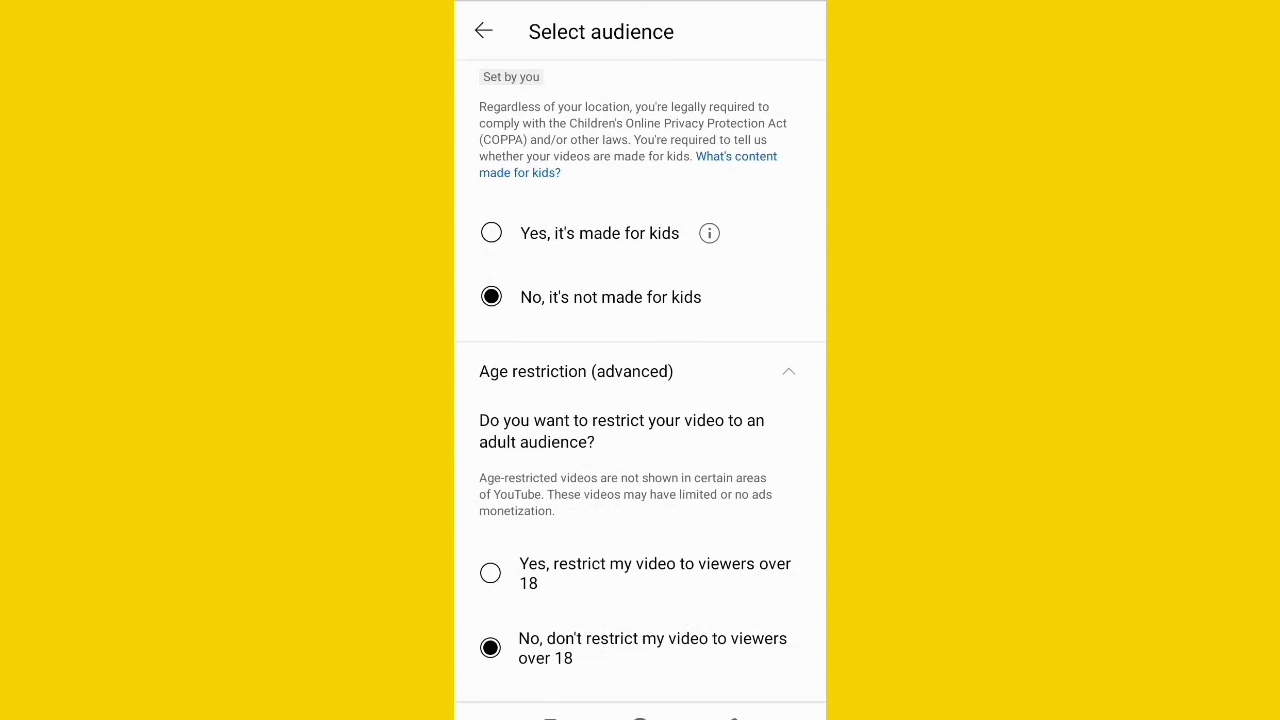 Select audience
Set by you
Regardless of your location, you're legally required to
comply with the Children's Online Privacy Protection Act
(COPPA) and/or other laws. You're required to tell us
whether your videos are made for kids. What's content
made for kids?
Yes, it's made for kids
No, it's not made for kids
Age restriction (advanced)
Do you want to restrict your video to an
adult audience?
Age-restricted videos are not shown in certain areas
of YouTube. These videos may have limited or no ads
monetization.
Yes, restrict my video to viewers over
18
No, don't restrict my video to viewers
over 18